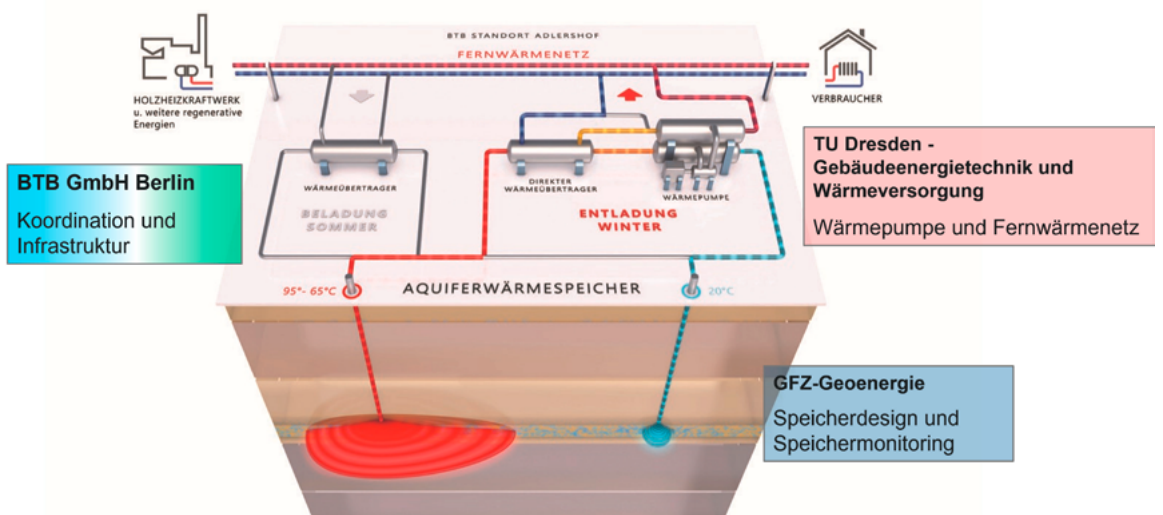 BTB STANDORT ADLERSHOF
FERNWÄRMENETZ
HOLZHEIZKRAFTWERK
u. weitere regenerative
Energien
VERBRAUCHER
BTB GmbH Berlin
Koordination und
Infrastruktur
WÄRMEÜBERTRAGER
BELADUNG
SOMMER
DIREKTER
WÄRMEÜBERTRAGER
WÄRMEPUMPE
ENTLADUNG
WINTER
TU Dresden -
Gebäudeenergietechnik und
Wärmeversorgung
Wärmepumpe und Fernwärmenetz
95°- 65°C
AQUIFERWÄRMESPEICHER
20°C
GFZ-Geoenergie
Speicherdesign und
Speichermonitoring